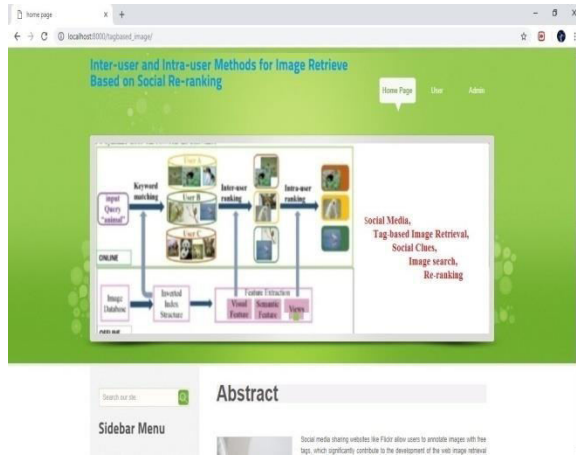 home page
localhost:8000/tagbased_image/
Inter-user and Intra-user Methods for Image Retrieve
Based on Social Re-ranking
Home Page User Admin
User A
Keyword
matching
Inter-user
ranking
Intra-user
ranking
input
Query
"animal"
User B
User C
ONLINE
Social Media,
Tag-based Image Retrieval,
Social Clues,
Image search,
Re-ranking
Image
Database
Inverted
Index
Structure
Feature Extraction
Visual
Feature
Semantic
Feature
Views
OFFLINE
Search our site:
Abstract
Sidebar Menu
Social media sharing websites like Flickr allow users to annotate images with free
tags, which significantly contribute to the development of the web image retrieval